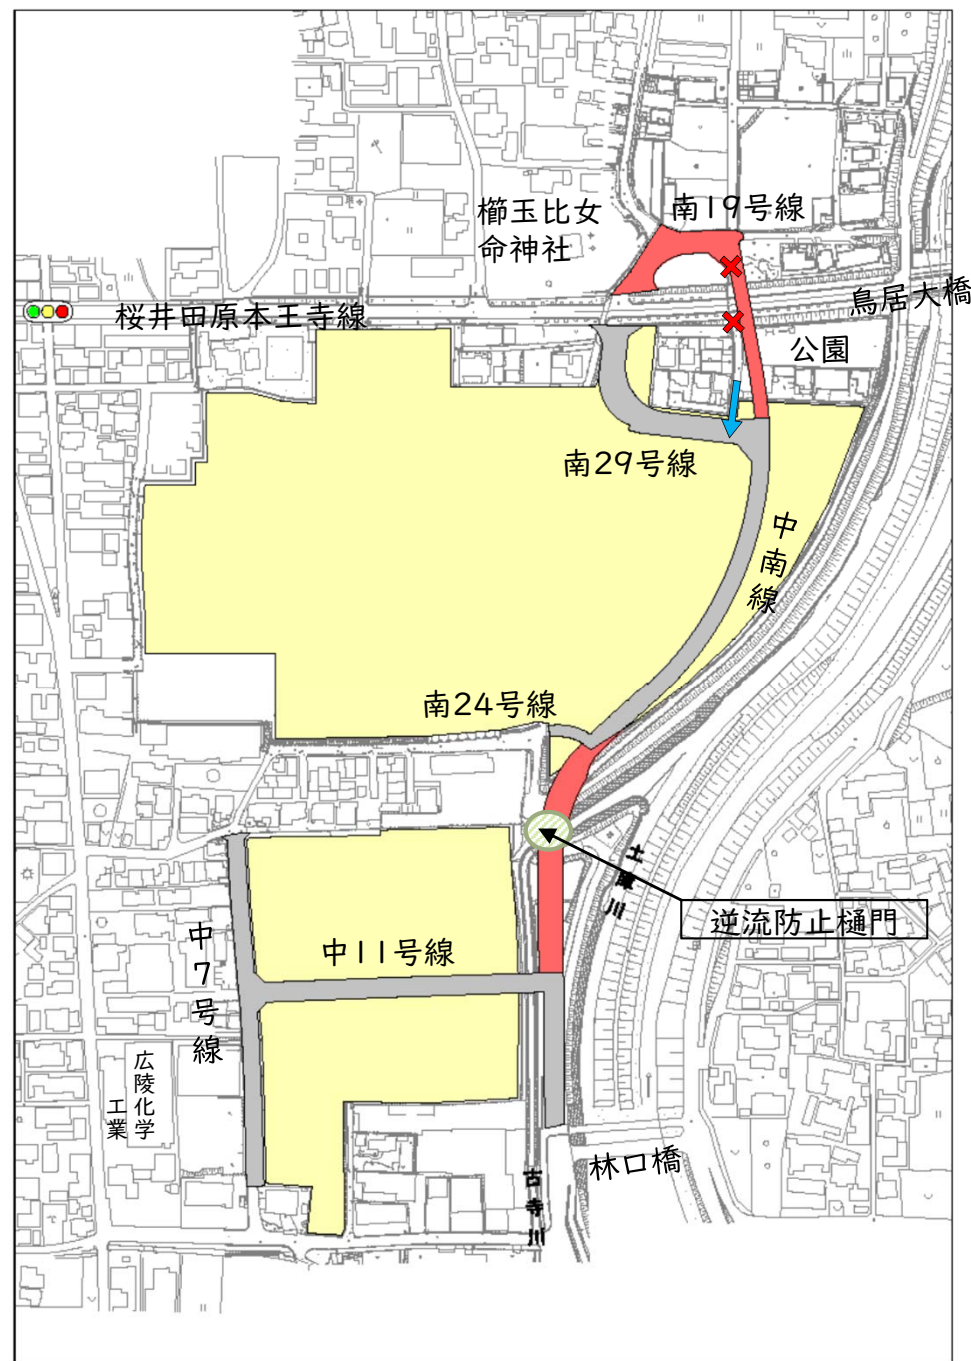 櫛玉比女
命神社
南19号線
鳥居大橋
桜井田原本王寺線
公園
南29号線
中南線
南24号線
土庫川
逆流防止樋門
中7号線
中11号線
広陵化学
工業
林口橋
古寺川